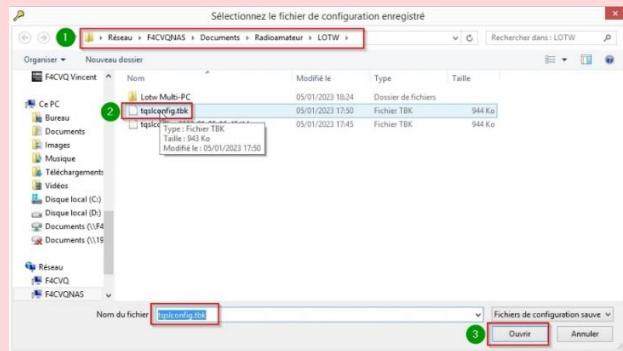 Sélectionnez le fichier de configuration enregistré
1
Réseau ▸ F4CVQNAS ▸ Documents ▸ Radioamateur ▸ LOTW ▸
Rechercher dans : LOTW
Organiser
Nouveau dossier
F4CVQ Vincent
Ce PC
Bureau
Documents
Images
Musique
Téléchargements
Vidéos
Disque local (C:)
Disque local (D:)
Documents (\\F4
Documents (\\19
Réseau
F4CVQ
F4CVQNAS
Nom Modifié le Type Taille
Lotw Multi-PC 05/01/2023 18:24 Dossier de fichiers
2
tqslconfig.tbk 05/01/2023 17:50 Fichier TBK 944 Ko
05/01/2023 17:45 Fichier TBK 944 Ko
Type : Fichier TBK
Taille : 943 Ko
Modifié le : 05/01/2023 17:50
Nom du fichier tqslconfig.tbk
Fichiers de configuration sauve
3
Ouvrir
Annuler